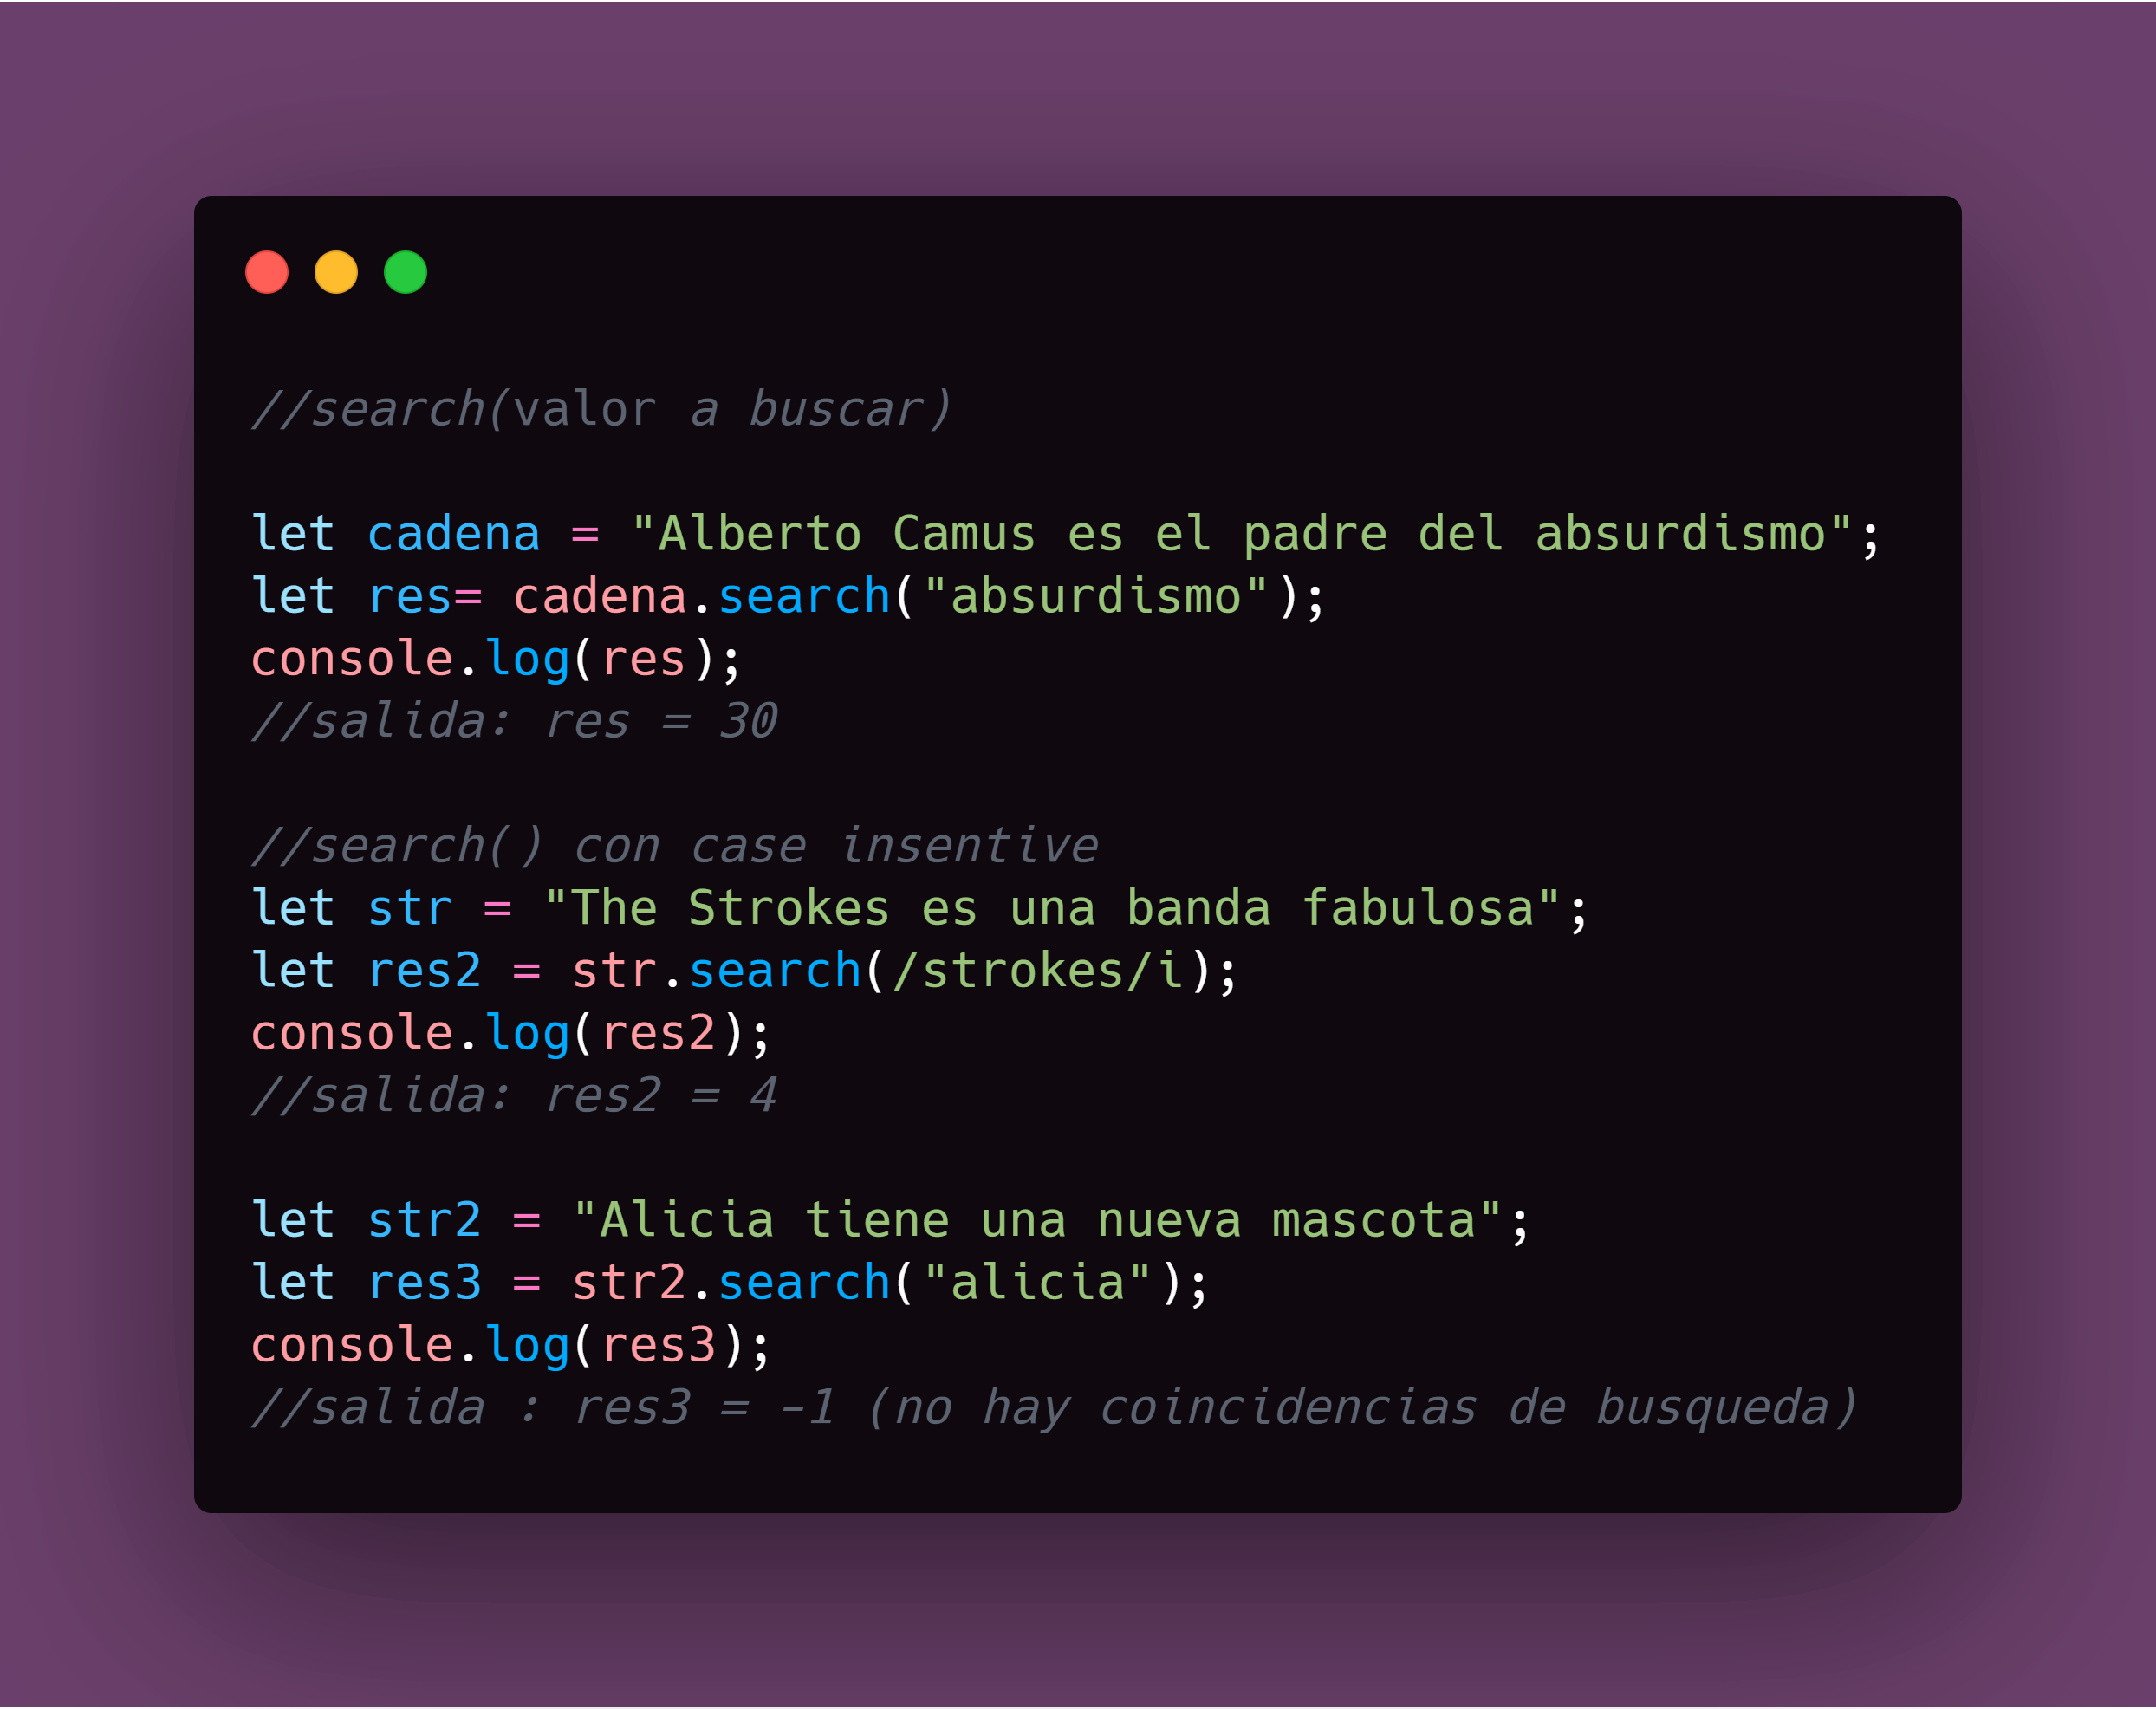 //search(valor a buscar)
let cadena = "Alberto Camus es el padre del absurdismo";
let res= cadena.search("absurdismo");
console.log(res);
//salida: res = 30
//search() con case insentive
let str = "The Strokes es una banda fabulosa";
let res2 = str.search(/strokes/i);
console.log(res2);
//salida: res2 = 4
let str2 = "Alicia tiene una nueva mascota";
let res3 = str2.search("alicia");
console.log(res3);
//salida : res3 = -1 (no hay coincidencias de busqueda)